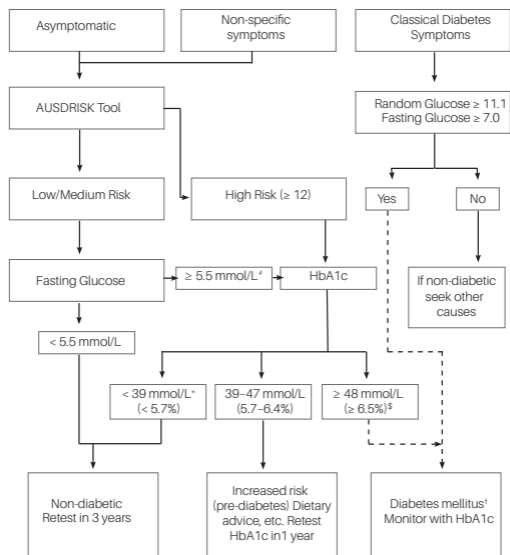 Asymptomatic
Non-specific
symptoms
Classical Diabetes
Symptoms
AUSDRISK Tool
Random Glucose ≥ 11.1
Fasting Glucose ≥ 7.0
Low/Medium Risk
High Risk (≥ 12)
Yes
No
Fasting Glucose
≥ 5.5 mmol/L#
HbA1c
If non-diabetic
seek other
causes
< 5.5 mmol/L
< 39 mmol/L*
(< 5.7%)
39–47 mmol/L
(5.7–6.4%)
≥ 48 mmol/L
(≥ 6.5%)$
Non-diabetic
Retest in 3 years
Increased risk
(pre-diabetes) Dietary
advice, etc. Retest
HbA1c in1 year
Diabetes mellitus†
Monitor with HbA1c